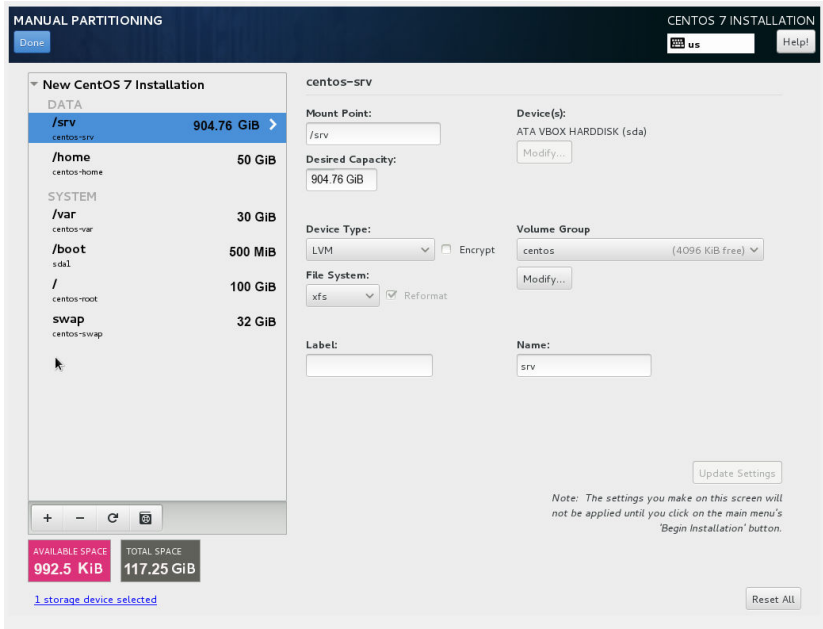 MANUAL PARTITIONING
CENTOS 7 INSTALLATION
Done
us
Help!
New CentOS 7 Installation
DATA
/srv
904.76 GiB
centos-srv
/home
50 GiB
centos-home
SYSTEM
/var
30 GiB
centos-var
/boot
500 MiB
sda1
/
100 GiB
centos-root
swap
32 GiB
centos-swap
+ -
AVAILABLE SPACE
992.5 KiB
TOTAL SPACE
117.25 GiB
1 storage device selected
centos-srv
Mount Point:
/srv
Desired Capacity:
904.76 GiB
Device(s):
ATA VBOX HARDDISK (sda)
Modify...
Device Type:
LVM
Encrypt
File System:
xfs
Reformat
Volume Group
centos (4096 KiB free)
Modify...
Label:
Name:
srv
Update Settings
Note: The settings you make on this screen will
not be applied until you click on the main menu's
'Begin Installation' button.
Reset All